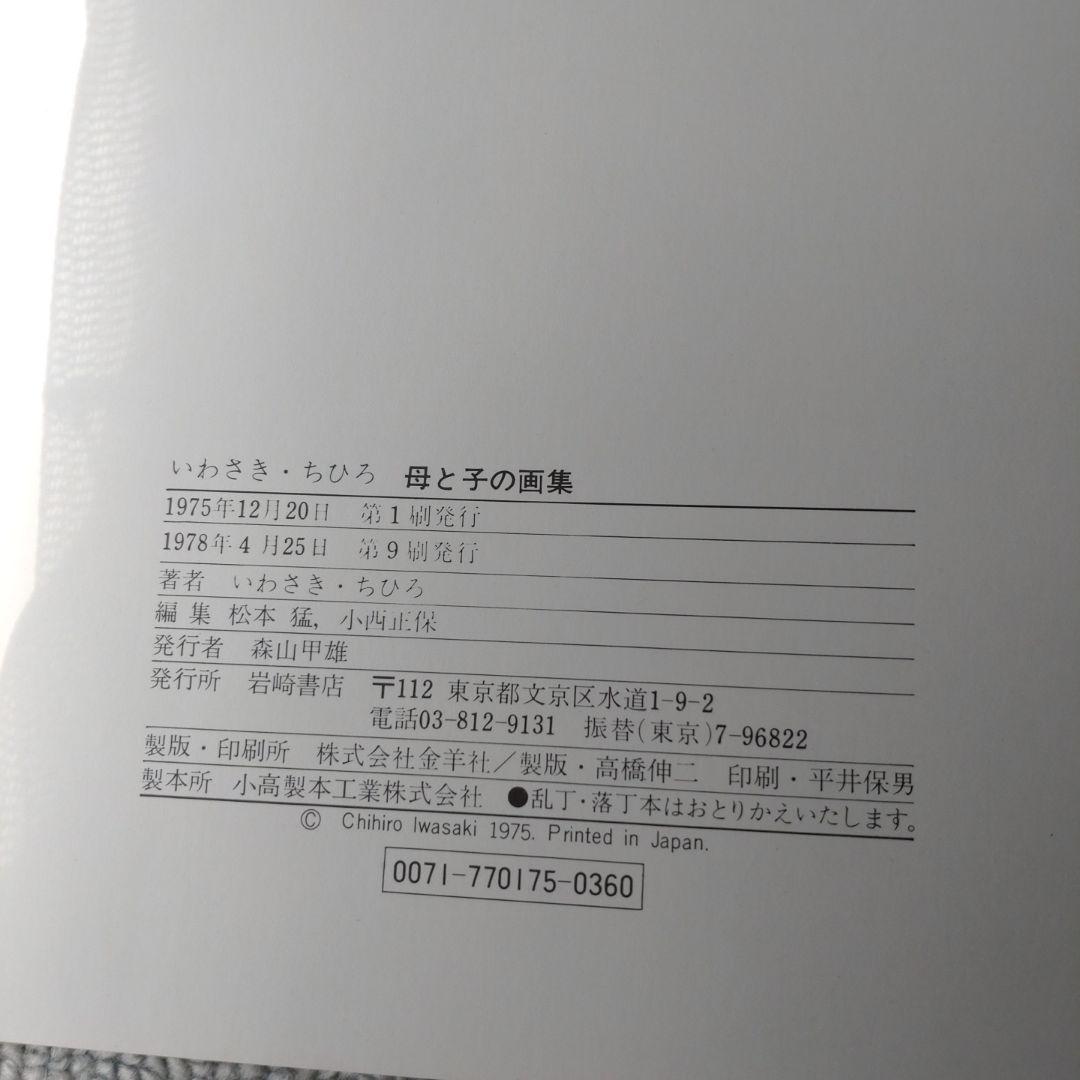 いわさき・ちひろ 母と子の画集
1975年12月20日 第1刷発行
1978年4月25日 第9刷発行
著者 いわさき・ちひろ
編集 松本 猛, 小西正保
発行者 森山甲雄
発行所 岩崎書店 〒112 東京都文京区水道1-9-2
電話03-812-9131 振替(東京)7-96822
製版・印刷所 株式会社金羊社/製版・高橋伸二 印刷・平井保男
製本所 小高製本工業株式会社 ●乱丁・落丁本はおとりかえいたします。
© Chihiro Iwasaki 1975. Printed in Japan.
0071-770175-0360